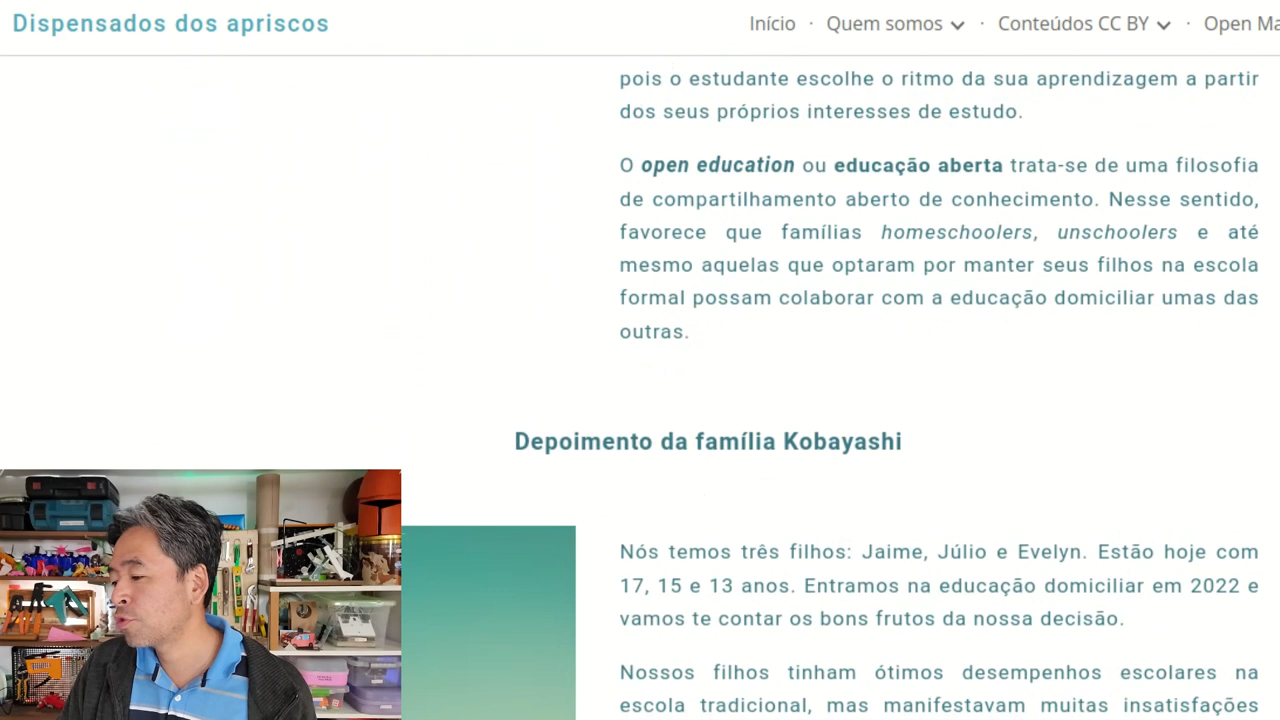 Dispensados dos apriscos
Início · Quem somos · Conteúdos CC BY · Open Ma
pois o estudante escolhe o ritmo da sua aprendizagem a partir
dos seus próprios interesses de estudo.
O open education ou educação aberta trata-se de uma filosofia
de compartilhamento aberto de conhecimento. Nesse sentido,
favorece que famílias homeschoolers, unschoolers e até
mesmo aquelas que optaram por manter seus filhos na escola
formal possam colaborar com a educação domiciliar umas das
outras.
Depoimento da família Kobayashi
Nós temos três filhos: Jaime, Júlio e Evelyn. Estão hoje com
17, 15 e 13 anos. Entramos na educação domiciliar em 2022 e
vamos te contar os bons frutos da nossa decisão.
Nossos filhos tinham ótimos desempenhos escolares na
escola tradicional, mas manifestavam muitas insatisfações